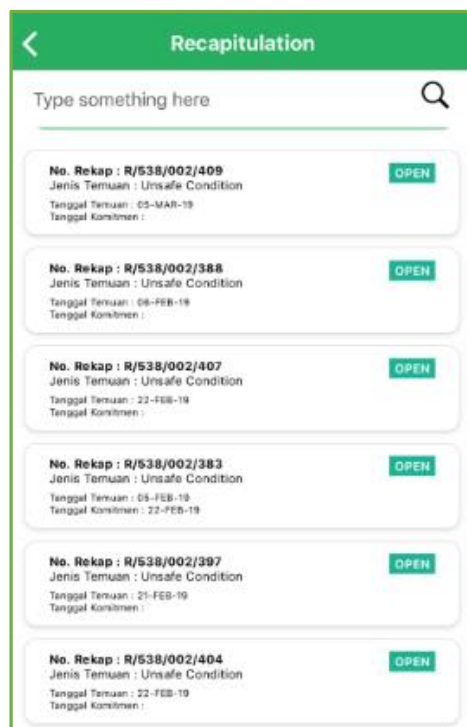 Recapitulation
Type something here
No. Rekap : R/538/002/409
OPEN
Jenis Temuan : Unsafe Condition
Tanggal Temuan : 05-MAR-19
Tanggal Komitmen :
No. Rekap : R/538/002/388
OPEN
Jenis Temuan : Unsafe Condition
Tanggal Temuan : 06-FEB-19
Tanggal Komitmen :
No. Rekap : R/538/002/407
OPEN
Jenis Temuan : Unsafe Condition
Tanggal Temuan : 22-FEB-19
Tanggal Komitmen :
No. Rekap : R/538/002/383
OPEN
Jenis Temuan : Unsafe Condition
Tanggal Temuan : 05-FEB-19
Tanggal Komitmen : 22-FEB-19
No. Rekap : R/538/002/397
OPEN
Jenis Temuan : Unsafe Condition
Tanggal Temuan : 21-FEB-19
Tanggal Komitmen :
No. Rekap : R/538/002/404
OPEN
Jenis Temuan : Unsafe Condition
Tanggal Temuan : 22-FEB-19
Tanggal Komitmen :